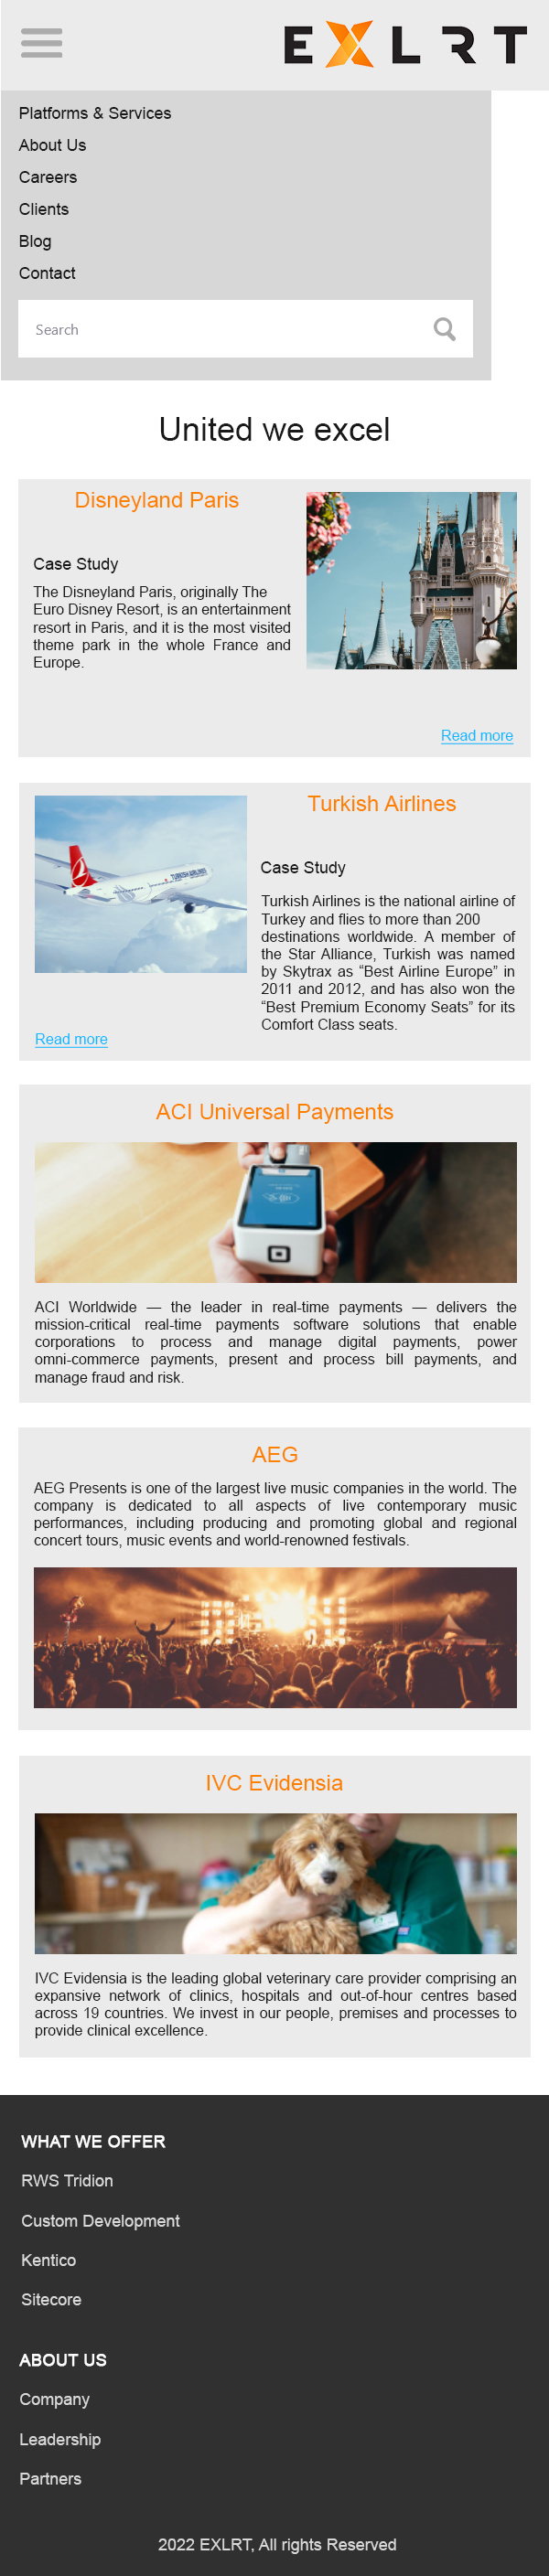 EXLRT
Platforms & Services
About Us
Careers
Clients
Blog
Contact
Search
United we excel
Disneyland Paris
Case Study
The Disneyland Paris, originally The
Euro Disney Resort, is an entertainment
resort in Paris, and it is the most visited
theme park in the whole France and
Europe.
Read more
Turkish Airlines
Case Study
Turkish Airlines is the national airline of
Turkey and flies to more than 200
destinations worldwide. A member of
the Star Alliance, Turkish was named
by Skytrax as “Best Airline Europe” in
2011 and 2012, and has also won the
“Best Premium Economy Seats” for its
Comfort Class seats.
TURKISH AIRLINES
Read more
ACI Universal Payments
ACI Worldwide — the leader in real-time payments — delivers the
mission-critical real-time payments software solutions that enable
corporations to process and manage digital payments, power
omni-commerce payments, present and process bill payments, and
manage fraud and risk.
AEG
AEG Presents is one of the largest live music companies in the world. The
company is dedicated to all aspects of live contemporary music
performances, including producing and promoting global and regional
concert tours, music events and world-renowned festivals.
IVC Evidensia
IVC Evidensia is the leading global veterinary care provider comprising an
expansive network of clinics, hospitals and out-of-hour centres based
across 19 countries. We invest in our people, premises and processes to
provide clinical excellence.
WHAT WE OFFER
RWS Tridion
Custom Development
Kentico
Sitecore
ABOUT US
Company
Leadership
Partners
2022 EXLRT, All rights Reserved